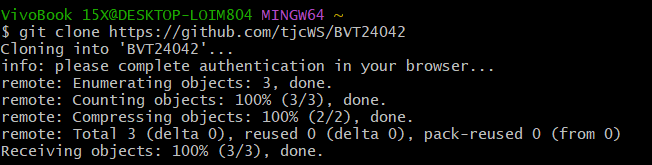 VivoBook 15X@DESKTOP-LOIM8O4 MINGW64 ~
$ git clone https://github.com/tjcWS/BVT24042
Cloning into 'BVT24042'...
info: please complete authentication in your browser...
remote: Enumerating objects: 3, done.
remote: Counting objects: 100% (3/3), done.
remote: Compressing objects: 100% (2/2), done.
remote: Total 3 (delta 0), reused 0 (delta 0), pack-reused 0 (from 0)
Receiving objects: 100% (3/3), done.